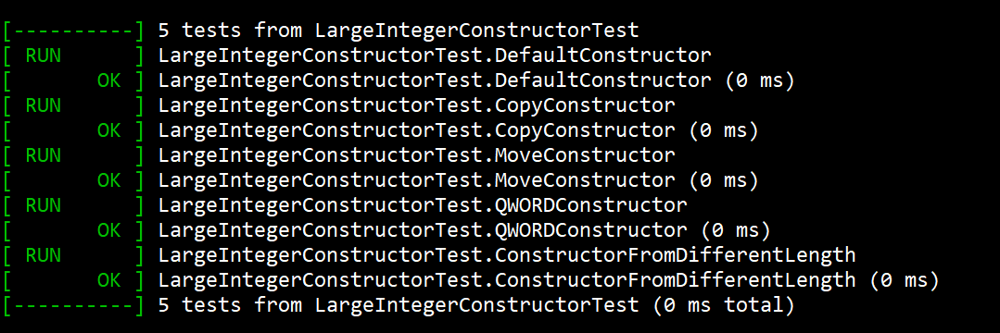 [----------] 5 tests from LargeIntegerConstructorTest
[ RUN      ] LargeIntegerConstructorTest.DefaultConstructor
[       OK ] LargeIntegerConstructorTest.DefaultConstructor (0 ms)
[ RUN      ] LargeIntegerConstructorTest.CopyConstructor
[       OK ] LargeIntegerConstructorTest.CopyConstructor (0 ms)
[ RUN      ] LargeIntegerConstructorTest.MoveConstructor
[       OK ] LargeIntegerConstructorTest.MoveConstructor (0 ms)
[ RUN      ] LargeIntegerConstructorTest.QWORDConstructor
[       OK ] LargeIntegerConstructorTest.QWORDConstructor (0 ms)
[ RUN      ] LargeIntegerConstructorTest.ConstructorFromDifferentLength
[       OK ] LargeIntegerConstructorTest.ConstructorFromDifferentLength (0 ms)
[----------] 5 tests from LargeIntegerConstructorTest (0 ms total)